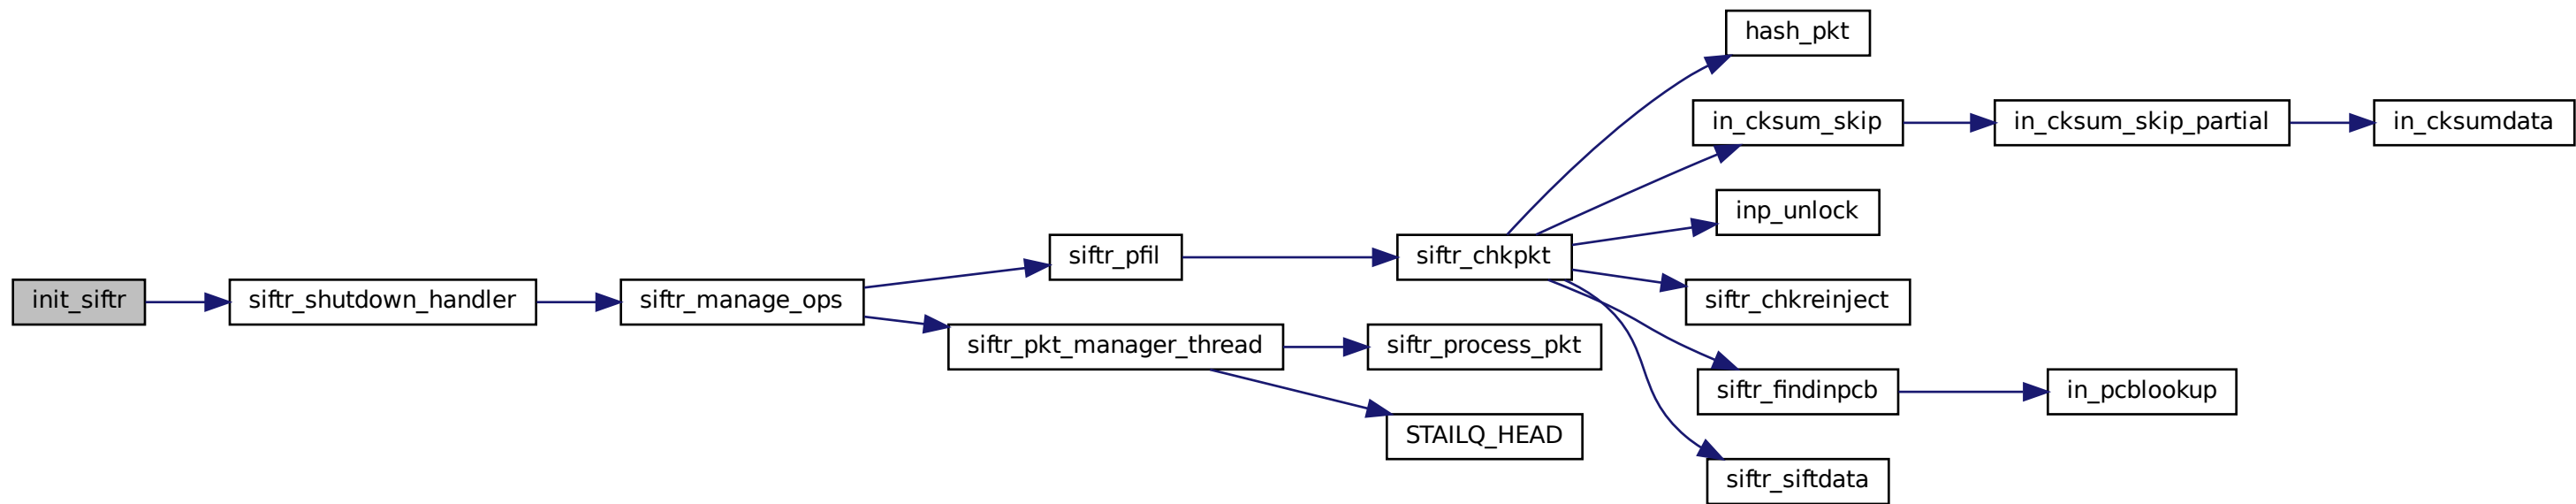 hash_pkt
in_cksum_skip
in_cksum_skip_partial
in_cksumdata
inp_unlock
siftr_pfil
siftr_chkpkt
init_siftr
siftr_shutdown_handler
siftr_manage_ops
siftr_chkreinject
siftr_pkt_manager_thread
siftr_process_pkt
siftr_findinpcb
in_pcblookup
STAILQ_HEAD
siftr_siftdata